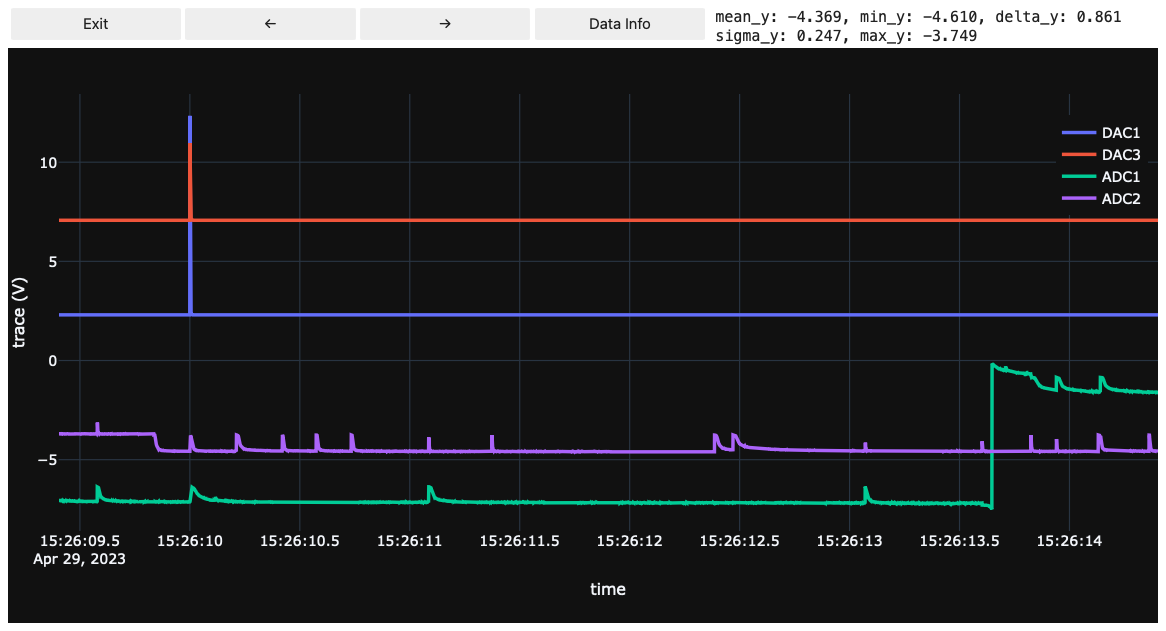 Exit
←
→
Data Info
mean_y: -4.369, min_y: -4.610, delta_y: 0.861
sigma_y: 0.247, max_y: -3.749
DAC1
DAC3
ADC1
ADC2
10
5
0
−5
trace (V)
15:26:09.5 15:26:10 15:26:10.5 15:26:11 15:26:11.5 15:26:12 15:26:12.5 15:26:13 15:26:13.5 15:26:14
Apr 29, 2023
time